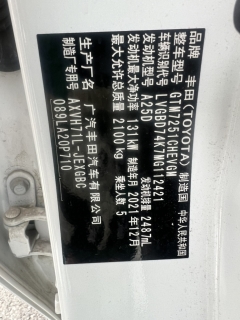 品牌 丰田(TOYOTA) 制造国 中华人民共和国
整车型号 GTM7251CHEVOM
车辆识别代号 LVGBD74K7MG112421
发动机型号 A25D 发动机排量 2487mL
发动机最大净功率 131kW 制造年月 2021年12月
最大允许总质量 2100kg 乘坐人数 5
生产厂名 广汽丰田汽车有限公司
制造厂专用号 AXVH71L-JEXGBC
089LA20P710